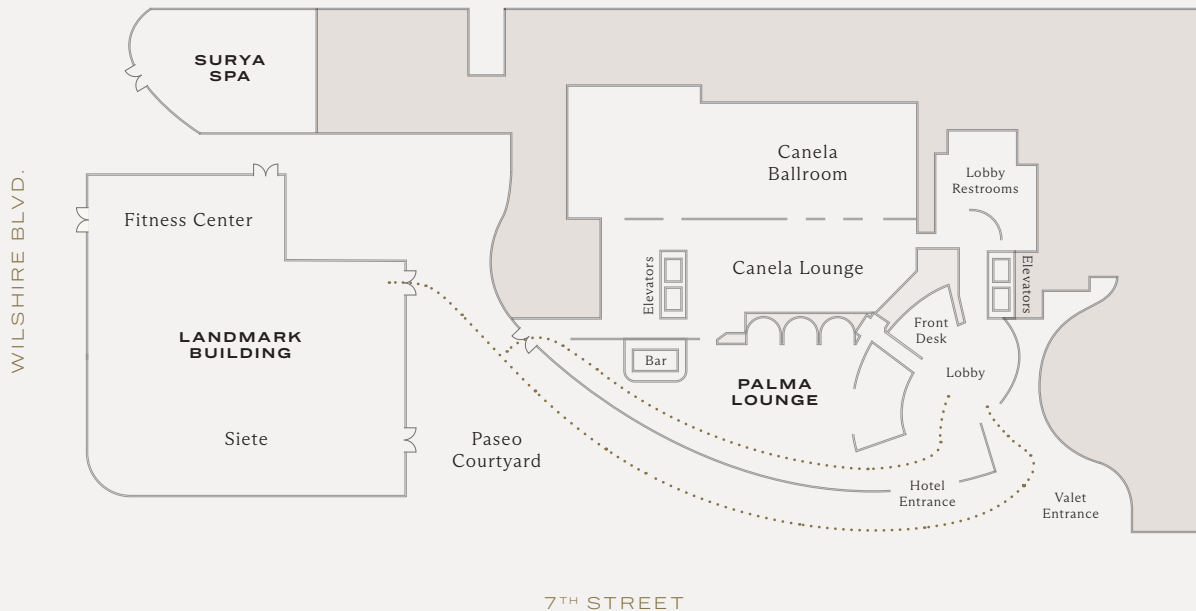 SURYA
SPA
WILSHIRE BLVD.
Fitness Center
LANDMARK
BUILDING
Siete
Paseo
Courtyard
Canela
Ballroom
Lobby
Restrooms
Elevators
Canela Lounge
Elevators
Front
Desk
Bar
PALMA
LOUNGE
Lobby
Hotel
Entrance
Valet
Entrance
7TH STREET